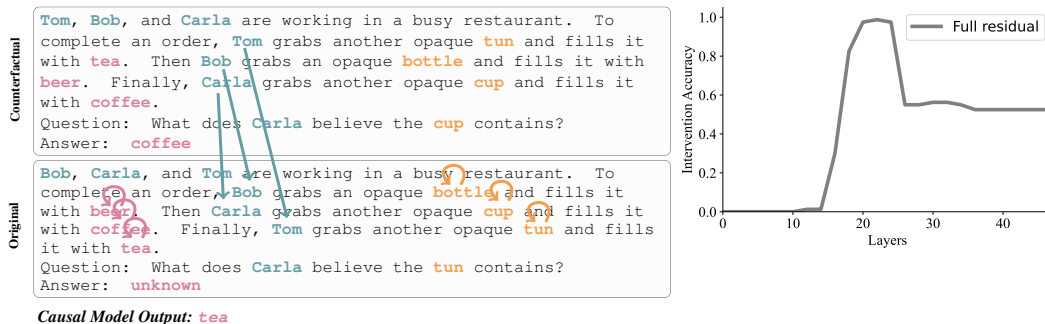 Counterfactual
Tom, Bob, and Carla are working in a busy restaurant. To
complete an order, Tom grabs another opaque tun and fills it
with tea. Then Bob grabs an opaque bottle and fills it with
beer. Finally, Carla grabs another opaque cup and fills it
with coffee.
Question: What does Carla believe the cup contains?
Answer: coffee
Original
Bob, Carla, and Tom are working in a busy restaurant. To
complete an order, Bob grabs an opaque bottle and fills it
with beer. Then Carla grabs another opaque cup and fills it
with coffee. Finally, Tom grabs another opaque tun and fills
it with tea.
Question: What does Carla believe the tun contains?
Answer: unknown
Causal Model Output: tea
Intervention Accuracy
1.0
0.8
0.6
0.4
0.2
0.0
Full residual
0 10 20 30 40
Layers